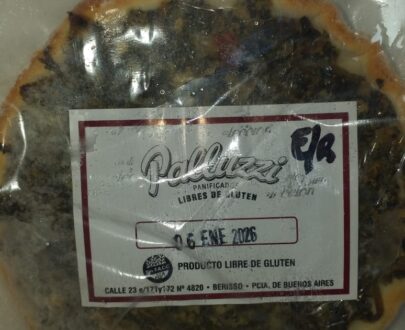 E/R
Palluzzi
PANIFICADOS
LIBRES DE GLUTEN
06 ENE 2026
PRODUCTO LIBRE DE GLUTEN
CALLE 23 e/171y172 Nº 4820 - BERISSO - PCIA. DE BUENOS AIRES